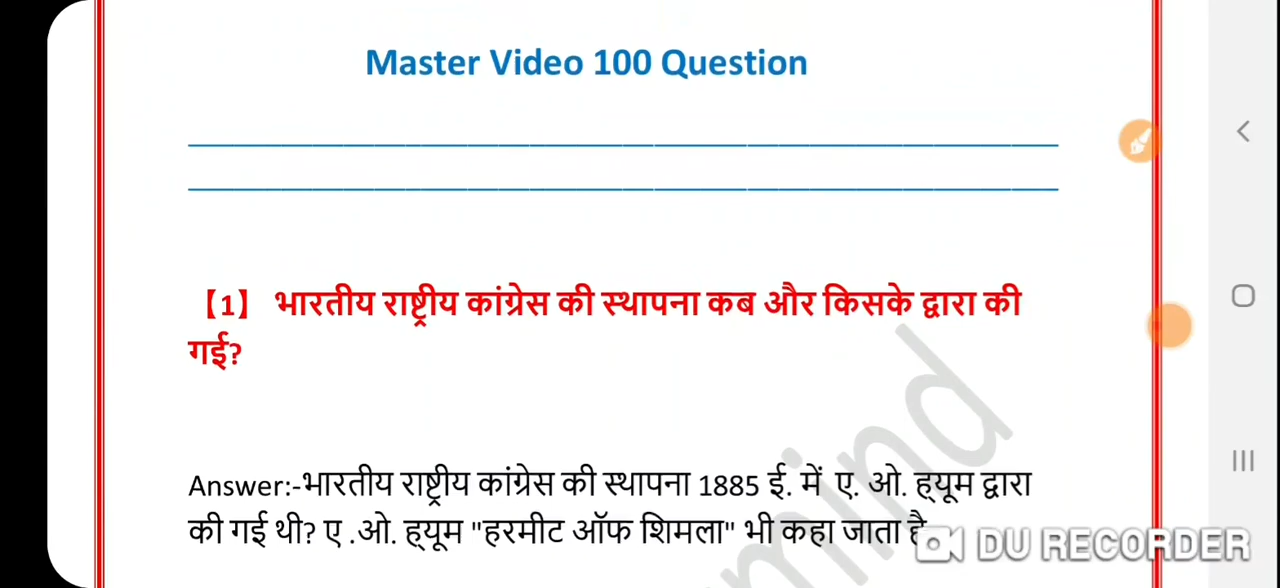 Master Video 100 Question
【1】 भारतीय राष्ट्रीय कांग्रेस की स्थापना कब और किसके द्वारा की
गई?
Answer:-भारतीय राष्ट्रीय कांग्रेस की स्थापना 1885 ई. में ए. ओ. ह्यूम द्वारा
की गई थी? ए .ओ. ह्यूम "हरमीट ऑफ शिमला" भी कहा जाता है
DU RECORDER